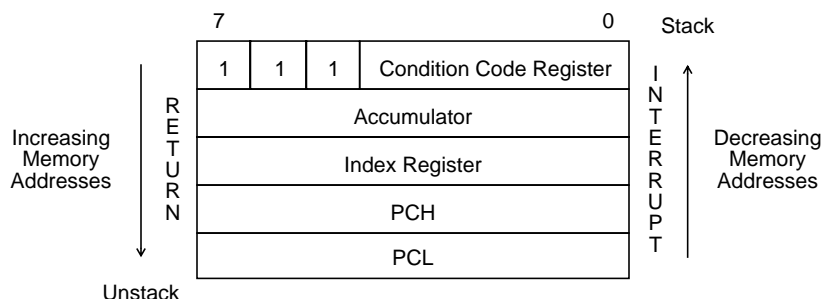 7 0 Stack
1 1 1 Condition Code Register
Accumulator
Index Register
PCH
PCL
Increasing
Memory
Addresses
RETURN
INTERRUPT
Decreasing
Memory
Addresses
Unstack